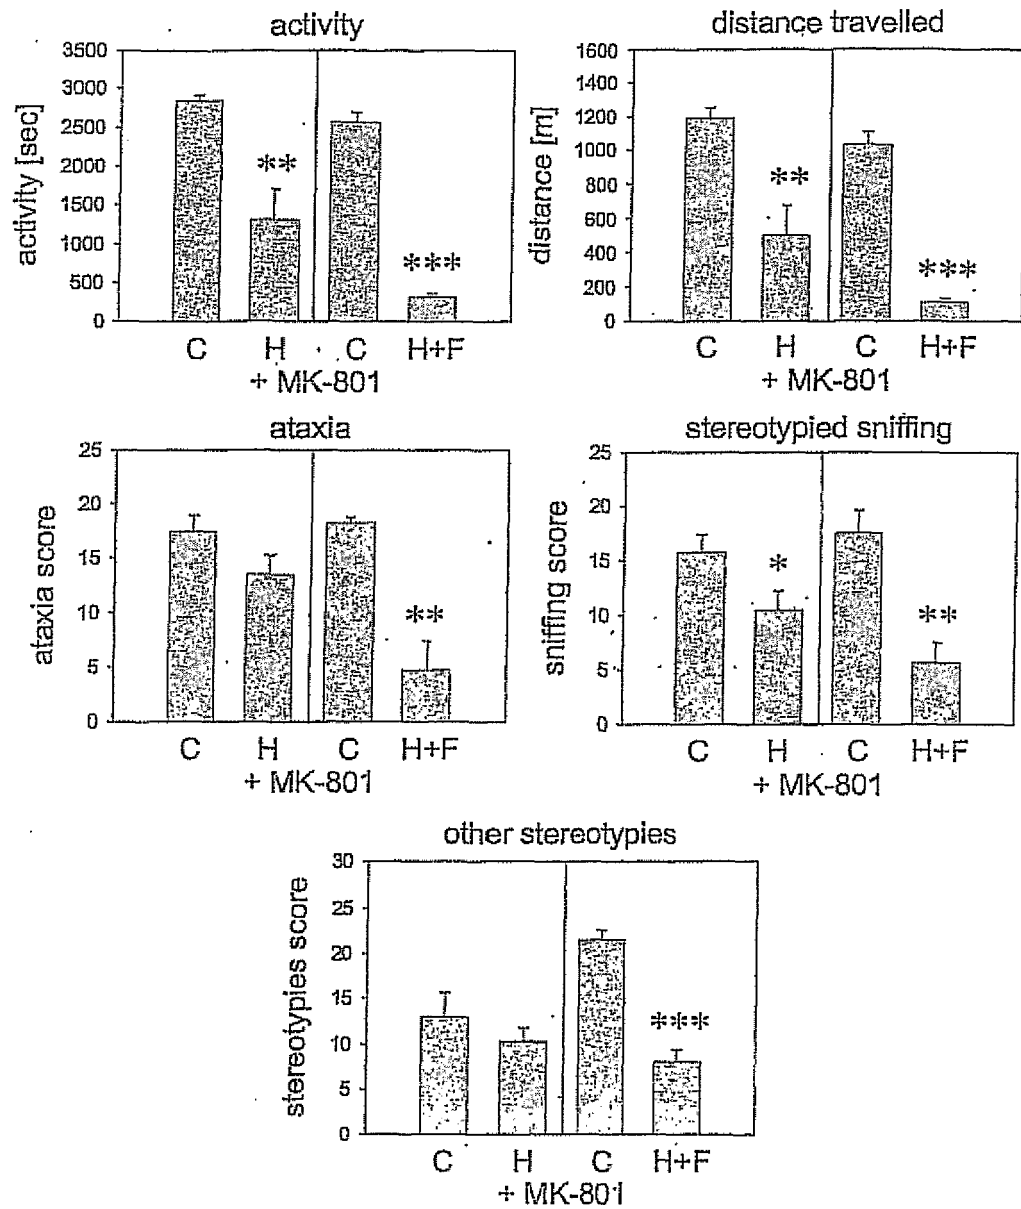 activity
activity [sec]
3500
3000
2500
2000
1500
1000
500
0
**
***
C H C H+F
+ MK-801
distance travelled
distance [m]
1600
1400
1200
1000
800
600
400
200
0
**
***
C H C H+F
+ MK-801
ataxia
ataxia score
25
20
15
10
5
0
**
C H C H+F
+ MK-801
stereotypied sniffing
sniffing score
25
20
15
10
5
0
*
**
C H C H+F
+ MK-801
other stereotypies
stereotypies score
30
25
20
15
10
5
0
***
C H C H+F
+ MK-801